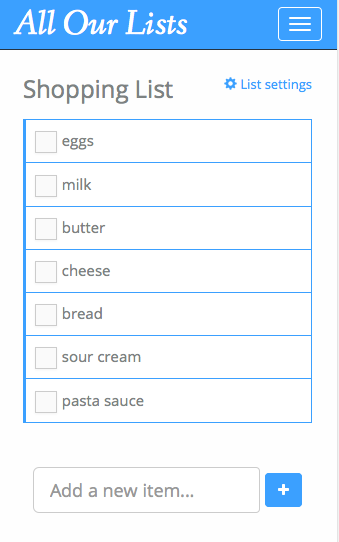 All Our Lists
Shopping List
List settings
eggs
milk
butter
cheese
bread
sour cream
pasta sauce
Add a new item...